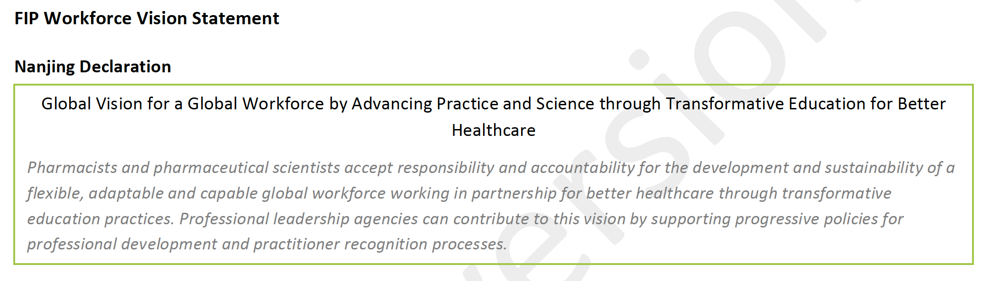 FIP Workforce Vision Statement
Nanjing Declaration
Global Vision for a Global Workforce by Advancing Practice and Science through Transformative Education for Better
Healthcare
Pharmacists and pharmaceutical scientists accept responsibility and accountability for the development and sustainability of a
flexible, adaptable and capable global workforce working in partnership for better healthcare through transformative
education practices. Professional leadership agencies can contribute to this vision by supporting progressive policies for
professional development and practitioner recognition processes.
version